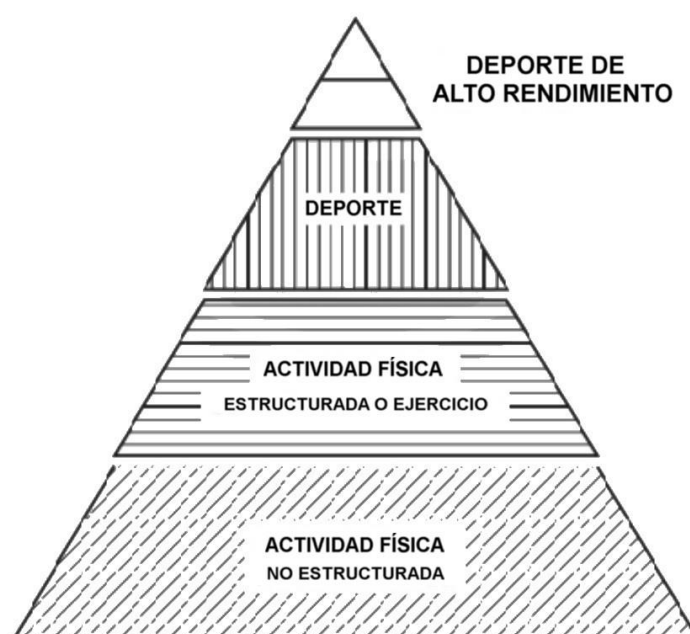 DEPORTE DE
ALTO RENDIMIENTO
DEPORTE
ACTIVIDAD FÍSICA
ESTRUCTURADA O EJERCICIO
ACTIVIDAD FÍSICA
NO ESTRUCTURADA